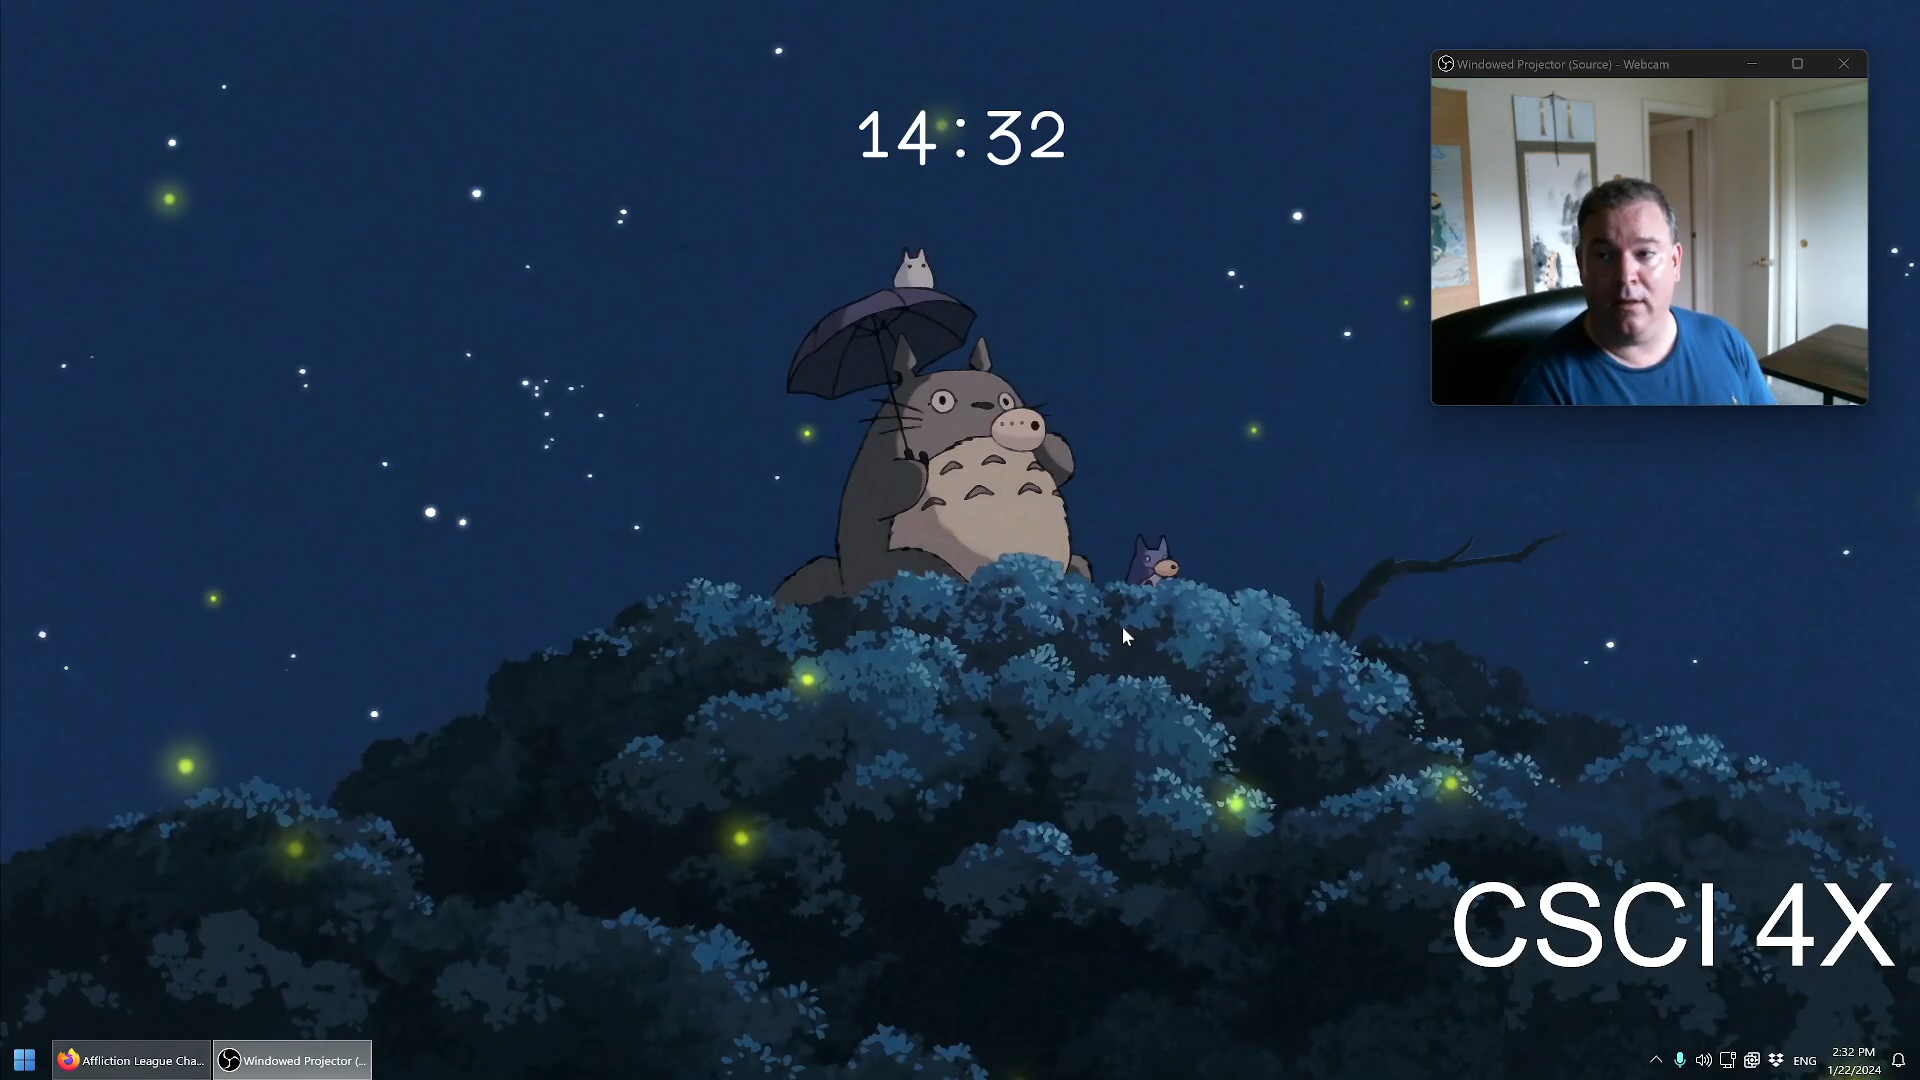 Windowed Projector (Source) - Webcam
14:32
CSCI 4X
Affliction League Cha...
Windowed Projector (...
ENG
2:32 PM
1/22/2024